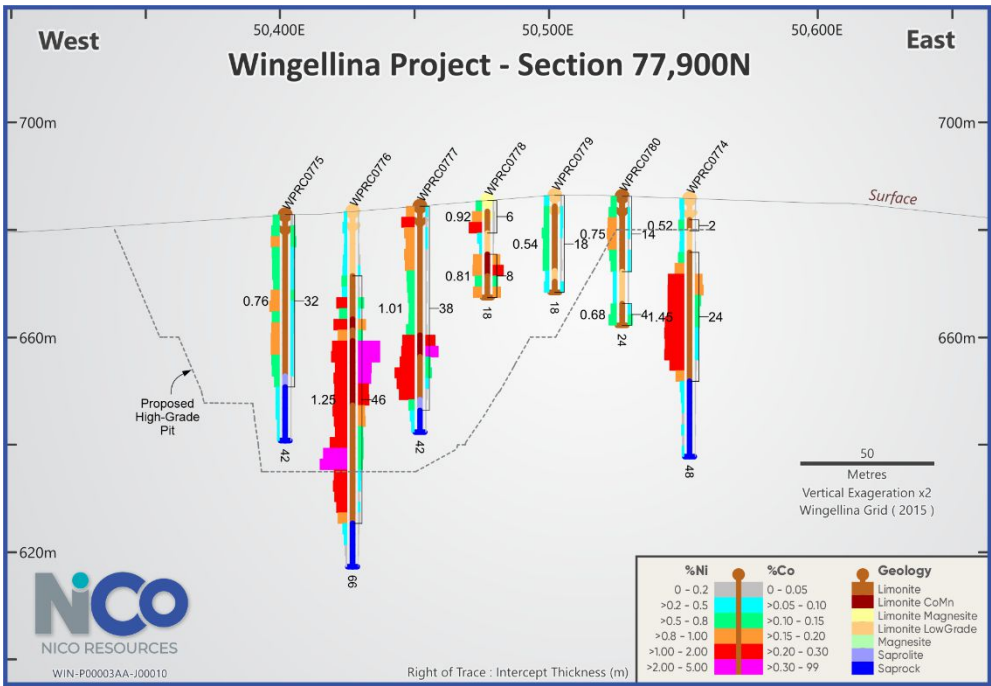 50,400E
50,500E
50,600E
West
East
Wingellina Project - Section 77,900N
700m
700m
WPRC0775
WPRC0776
WPRC0777
WPRC0778
WPRC0779
WPRC0780
WPRC0774
Surface
0.92
6
0.54
18
0.75
14
0.52
2
0.76
32
1.01
38
0.81
8
0.68
4
1.45
24
18
18
24
660m
660m
1.25
46
Proposed
High-Grade
Pit
42
42
48
66
50
Metres
Vertical Exageration x2
Wingellina Grid ( 2015 )
620m
620m
%Ni
%Co
Geology
0 - 0.2
0 - 0.05
Limonite
>0.2 - 0.5
>0.05 - 0.10
Limonite CoMn
>0.5 - 0.8
>0.10 - 0.15
Limonite Magnesite
>0.8 - 1.00
>0.15 - 0.20
Limonite LowGrade
>1.00 - 2.00
>0.20 - 0.30
Magnesite
>2.00 - 5.00
>0.30 - 99
Saprolite
Saprock
NiCo
NICO RESOURCES
WIN-P00003AA-J00010
Right of Trace : Intercept Thickness (m)